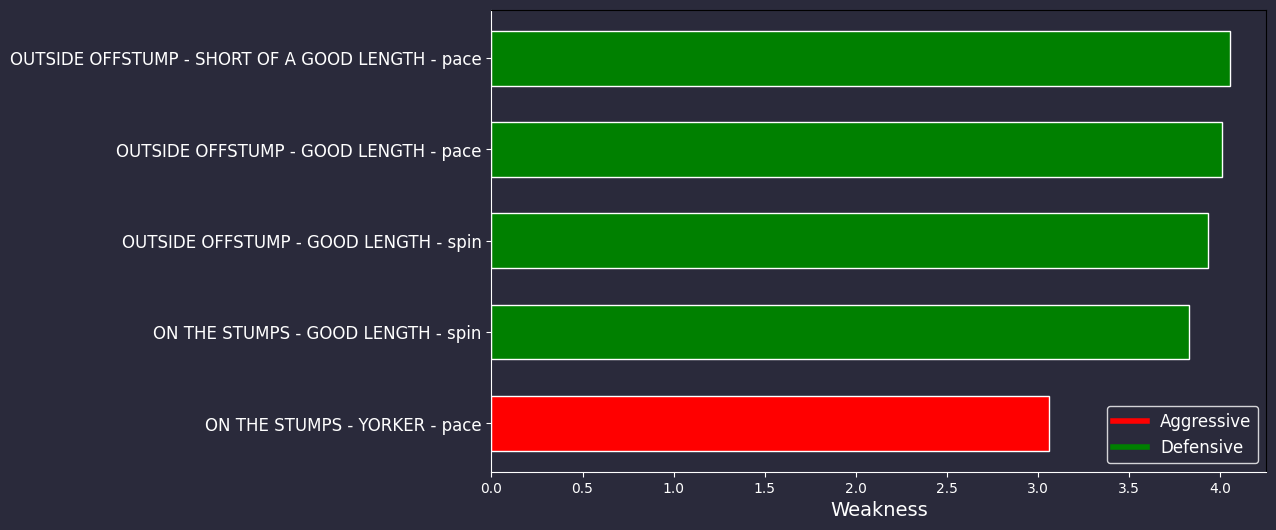 OUTSIDE OFFSTUMP - SHORT OF A GOOD LENGTH - pace
OUTSIDE OFFSTUMP - GOOD LENGTH - pace
OUTSIDE OFFSTUMP - GOOD LENGTH - spin
ON THE STUMPS - GOOD LENGTH - spin
ON THE STUMPS - YORKER - pace
Aggressive
Defensive
0.0 0.5 1.0 1.5 2.0 2.5 3.0 3.5 4.0
Weakness